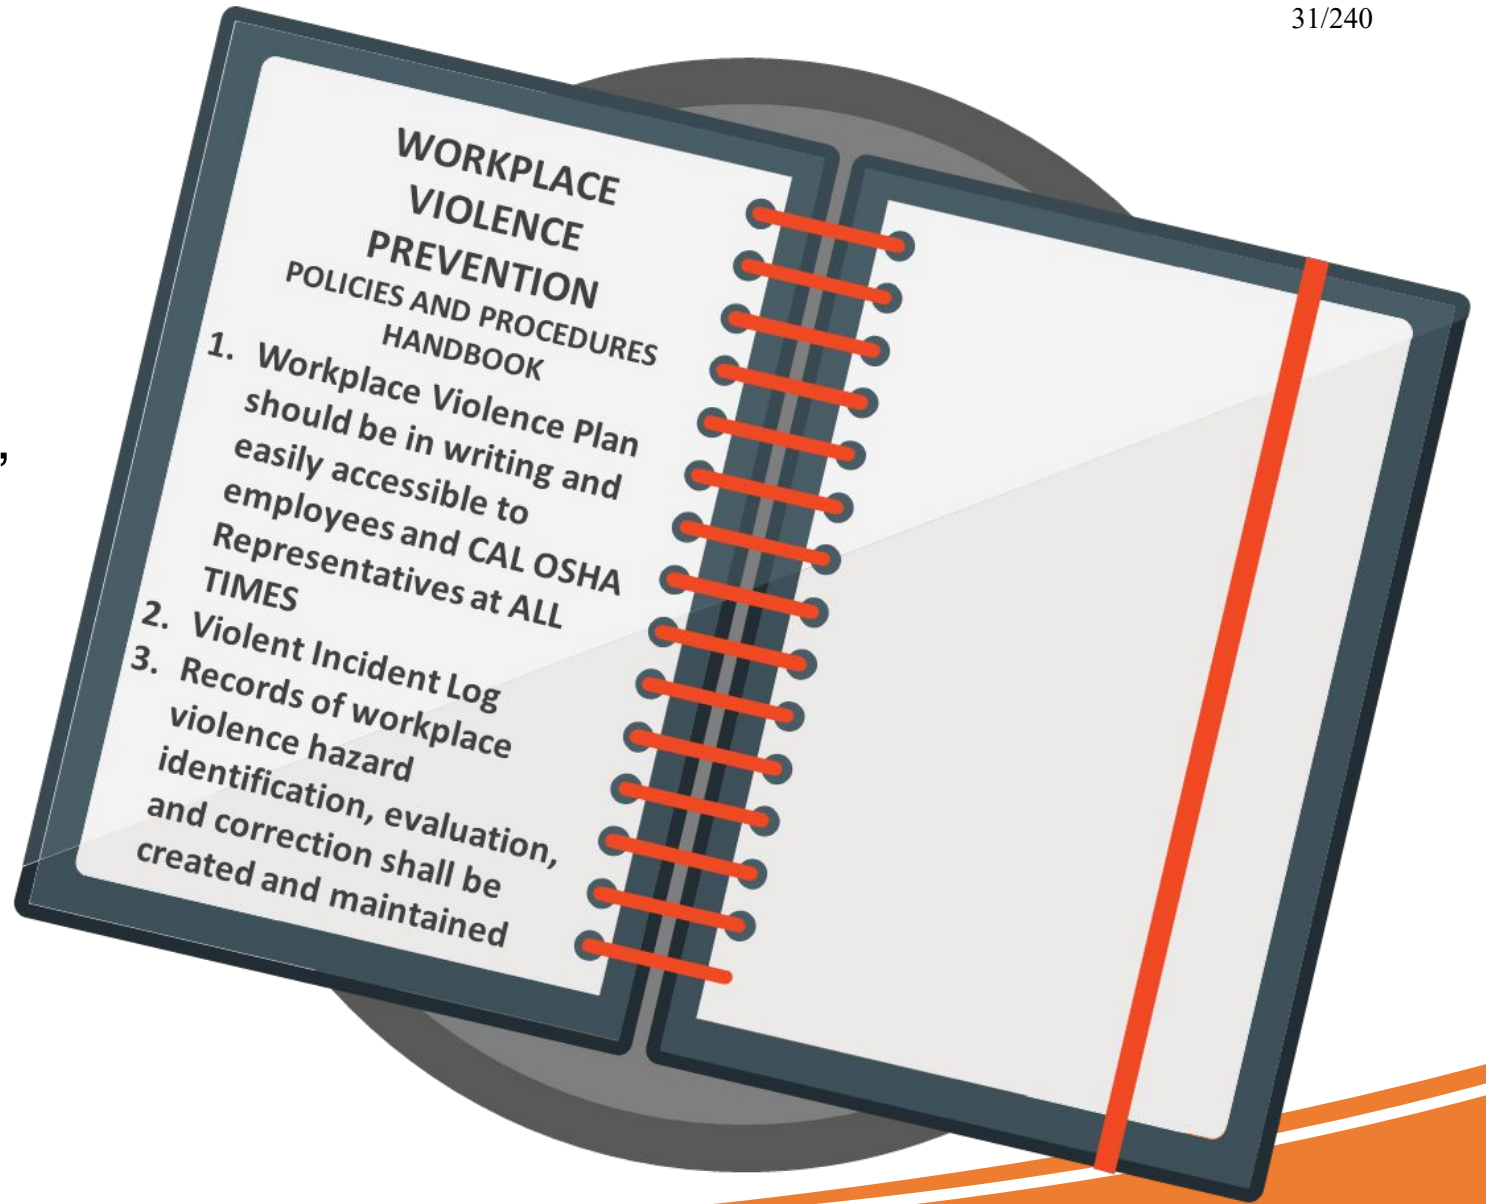 31/240
WORKPLACE
VIOLENCE
PREVENTION
POLICIES AND PROCEDURES
HANDBOOK
1. Workplace Violence Plan
should be in writing and
easily accessible to
employees and CAL OSHA
Representatives at ALL
TIMES
2. Violent Incident Log
3. Records of workplace
violence hazard
identification, evaluation,
and correction shall be
created and maintained
,